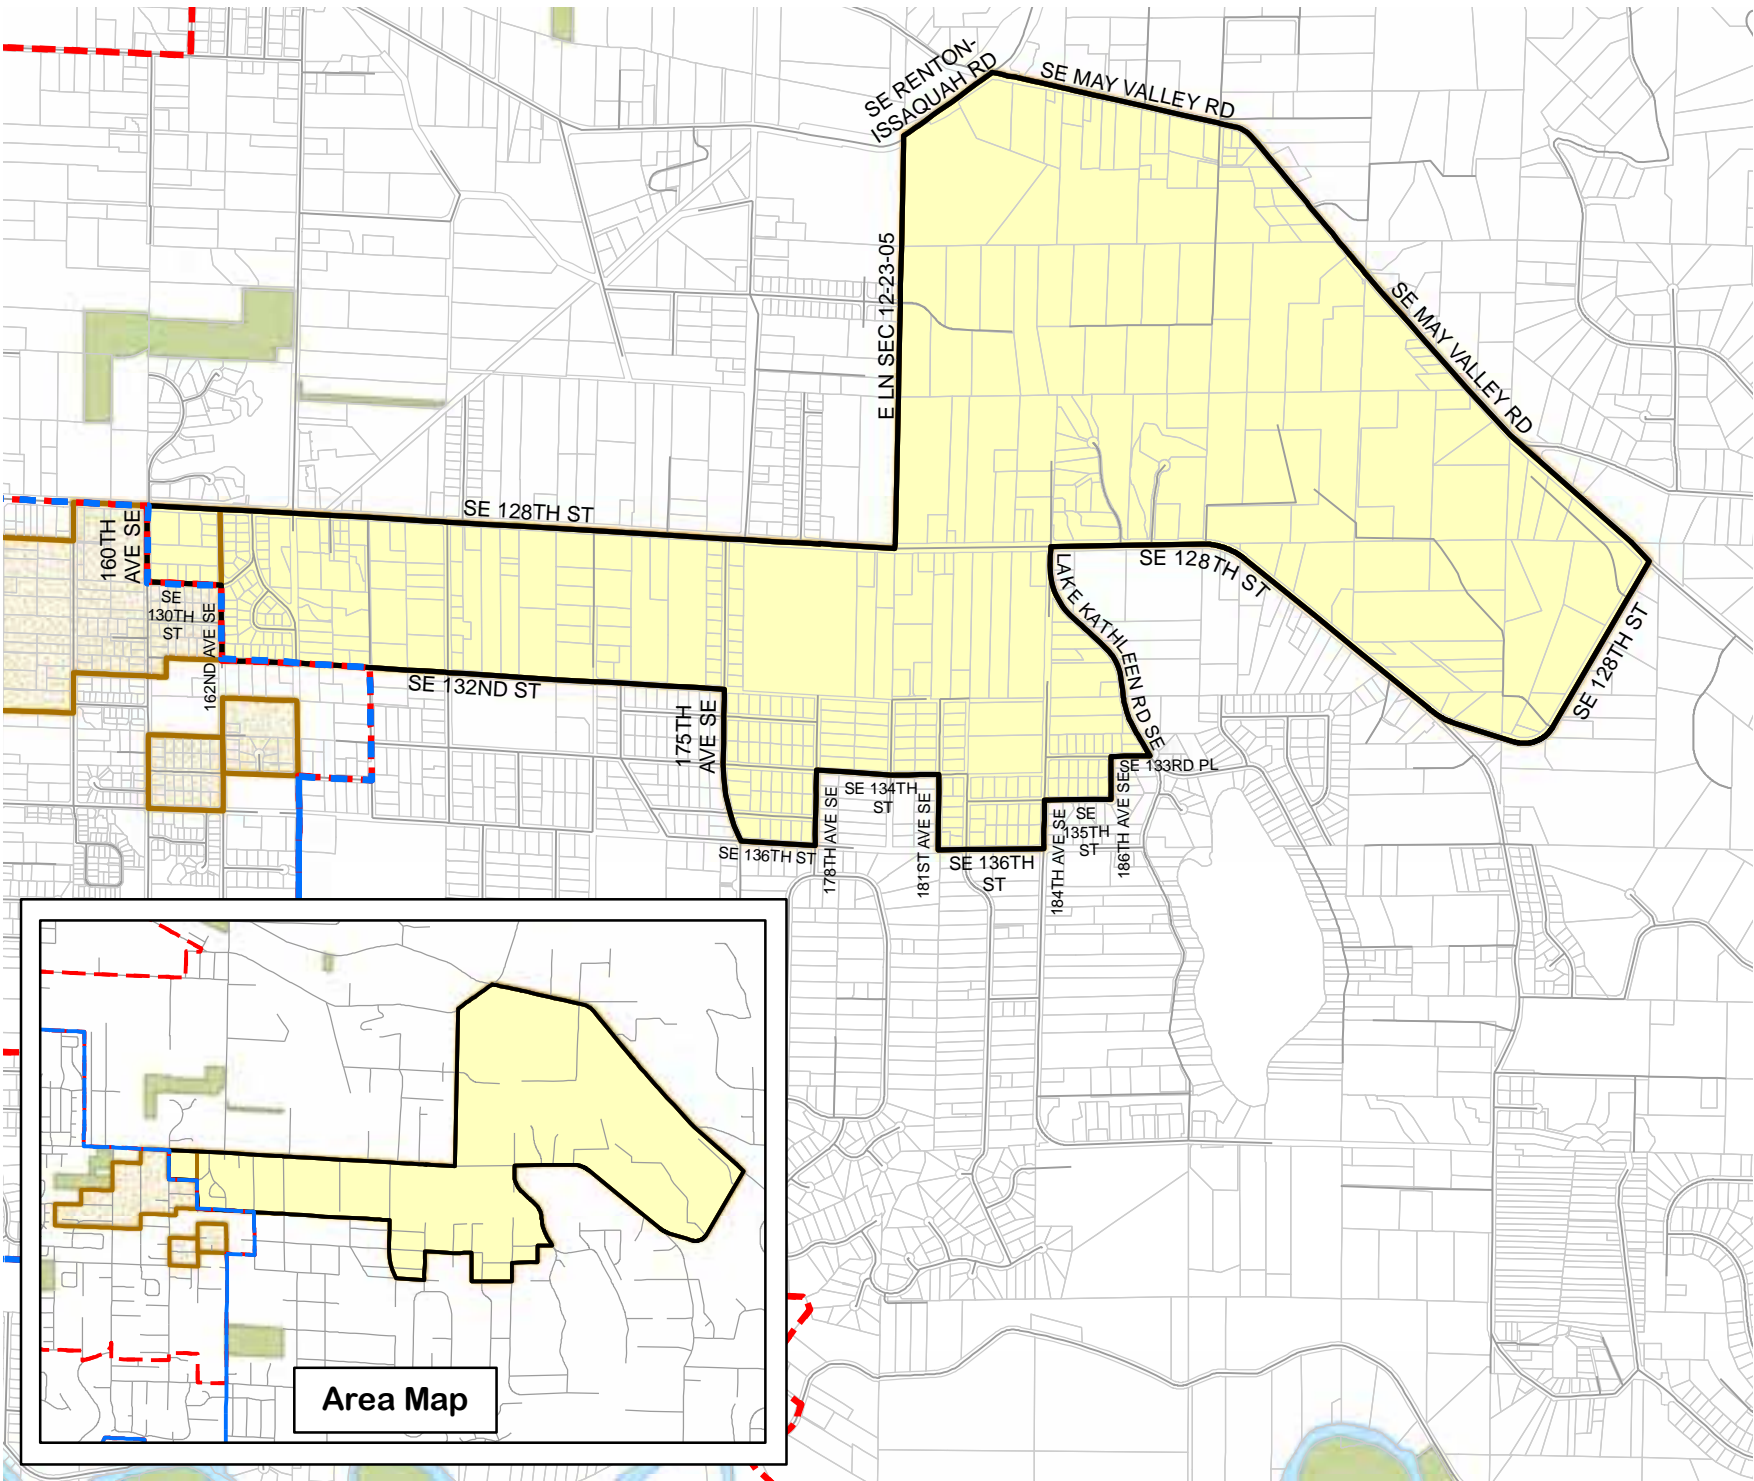 SE RENTON-
ISSAQUAH RD
SE MAY VALLEY RD
E LN SEC 12-23-05
SE MAY VALLEY RD
SE 128TH ST
160TH
AVE SE
SE 128TH ST
LAKE KATHLEEN RD SE
SE
130TH
ST
162ND AVE SE
SE 128TH ST
SE 132ND ST
175TH
AVE SE
SE 133RD PL
SE 134TH
ST
178TH AVE SE
181ST AVE SE
186TH AVE SE
SE
135TH
ST
184TH AVE SE
SE 136TH ST
SE 136TH
ST
Area Map